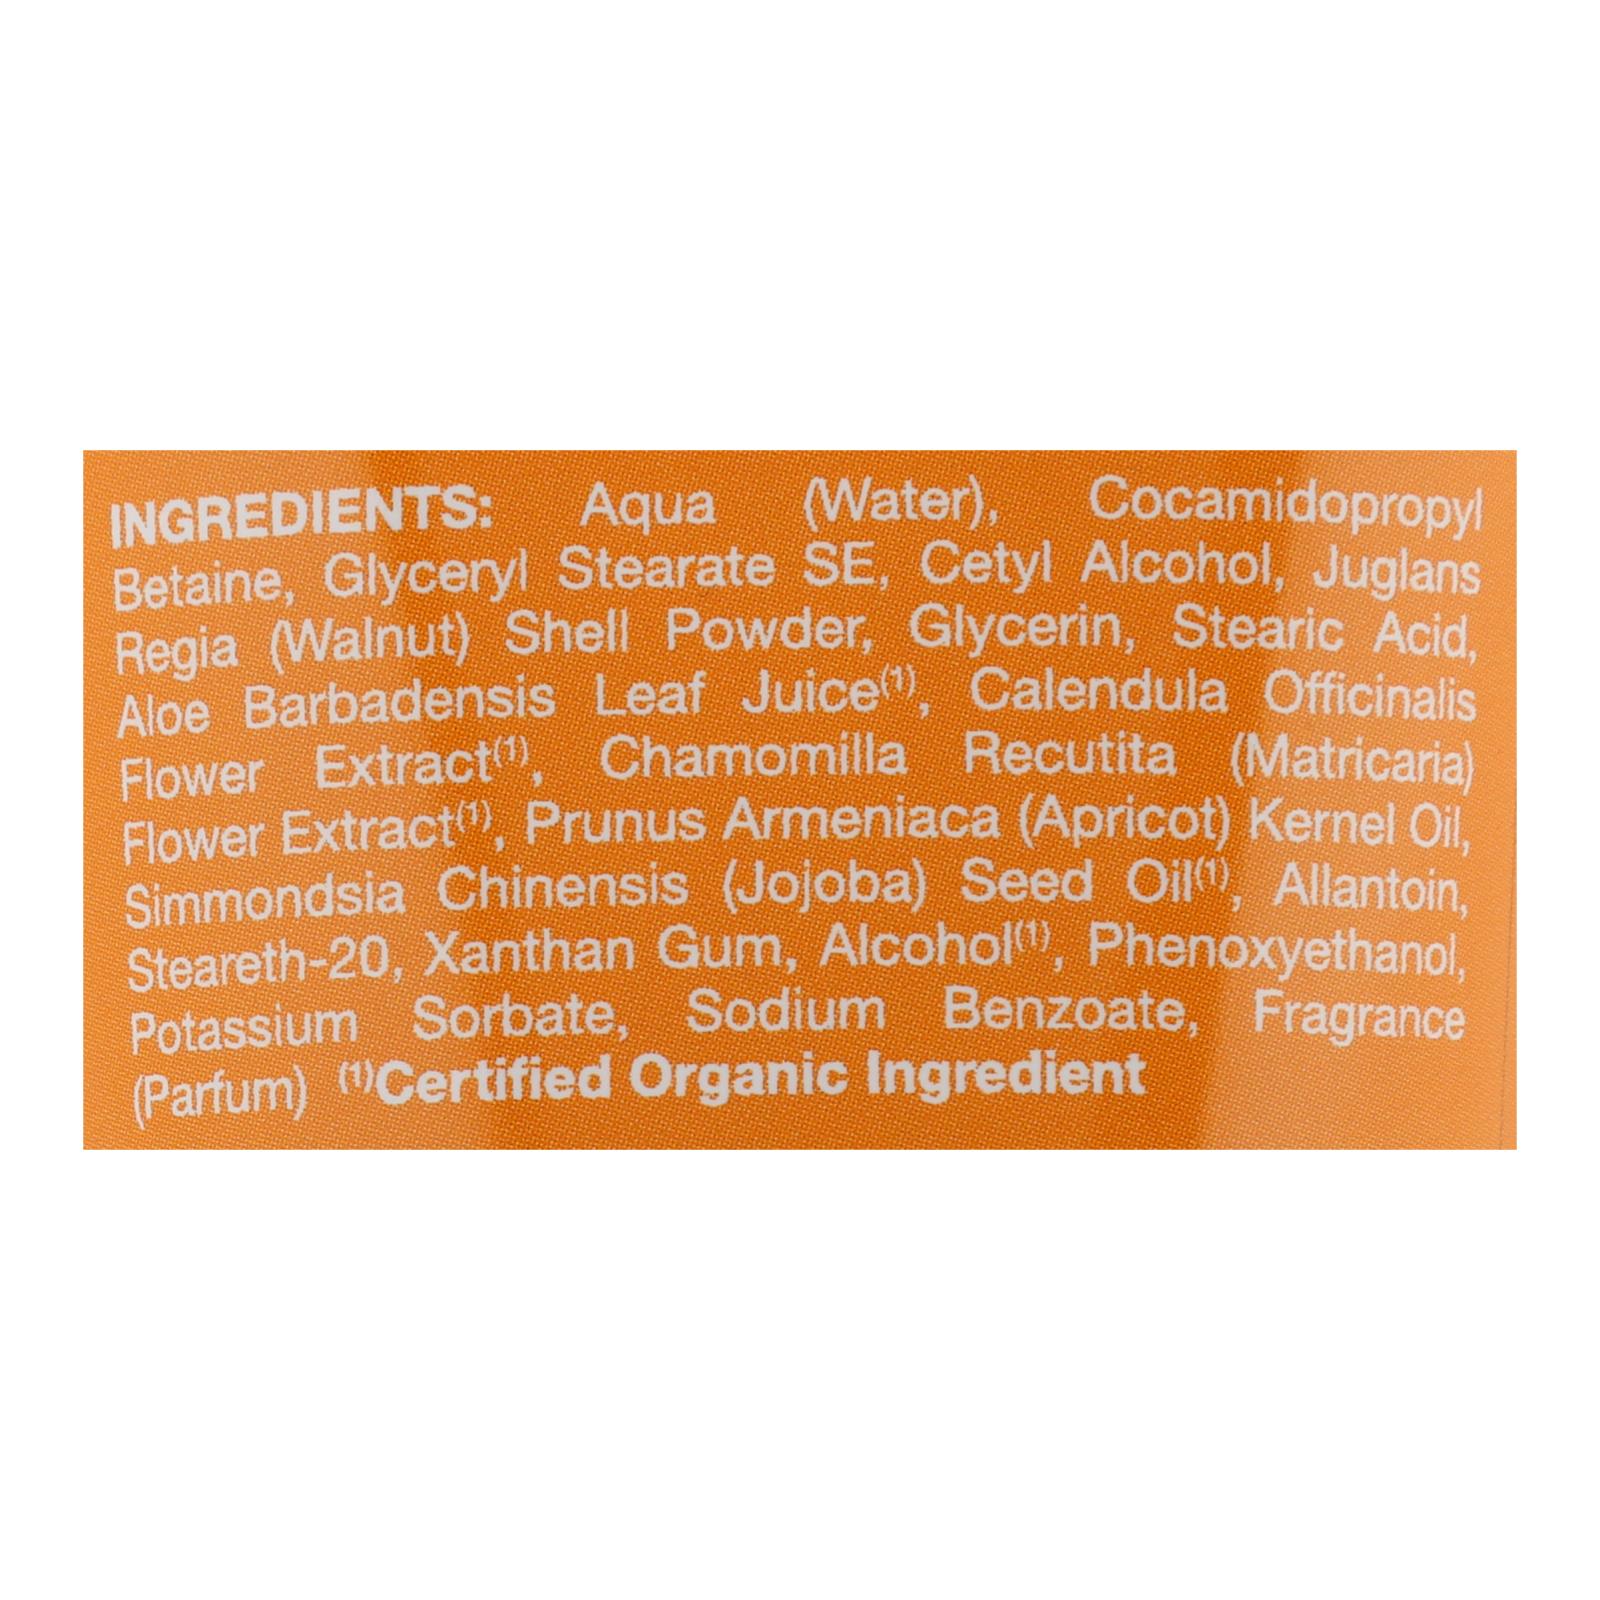 INGREDIENTS: Aqua (Water), Cocamidopropyl
Betaine, Glyceryl Stearate SE, Cetyl Alcohol, Juglans
Regia (Walnut) Shell Powder, Glycerin, Stearic Acid,
Aloe Barbadensis Leaf Juice⁽¹⁾, Calendula Officinalis
Flower Extract⁽¹⁾, Chamomilla Recutita (Matricaria)
Flower Extract⁽¹⁾, Prunus Armeniaca (Apricot) Kernel Oil,
Simmondsia Chinensis (Jojoba) Seed Oil⁽¹⁾, Allantoin,
Steareth-20, Xanthan Gum, Alcohol⁽¹⁾, Phenoxyethanol,
Potassium Sorbate, Sodium Benzoate, Fragrance
(Parfum) ⁽¹⁾Certified Organic Ingredient